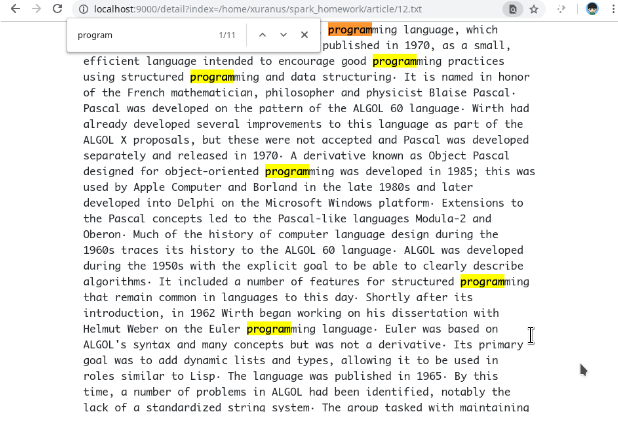 localhost:9000/detail?index=/home/xuranus/spark_homework/article/12.txt
program 1/11
programming language, which
published in 1970, as a small,
efficient language intended to encourage good programming practices
using structured programming and data structuring· It is named in honor
of the French mathematician, philosopher and physicist Blaise Pascal·
Pascal was developed on the pattern of the ALGOL 60 language· Wirth had
already developed several improvements to this language as part of the
ALGOL X proposals, but these were not accepted and Pascal was developed
separately and released in 1970· A derivative known as Object Pascal
designed for object-oriented programming was developed in 1985; this was
used by Apple Computer and Borland in the late 1980s and later
developed into Delphi on the Microsoft Windows platform· Extensions to
the Pascal concepts led to the Pascal-like languages Modula-2 and
Oberon· Much of the history of computer language design during the
1960s traces its history to the ALGOL 60 language· ALGOL was developed
during the 1950s with the explicit goal to be able to clearly describe
algorithms· It included a number of features for structured programming
that remain common in languages to this day· Shortly after its
introduction, in 1962 Wirth began working on his dissertation with
Helmut Weber on the Euler programming language· Euler was based on
ALGOL's syntax and many concepts but was not a derivative· Its primary
goal was to add dynamic lists and types, allowing it to be used in
roles similar to Lisp· The language was published in 1965· By this
time, a number of problems in ALGOL had been identified, notably the
lack of a standardized string system· The group tasked with maintaining